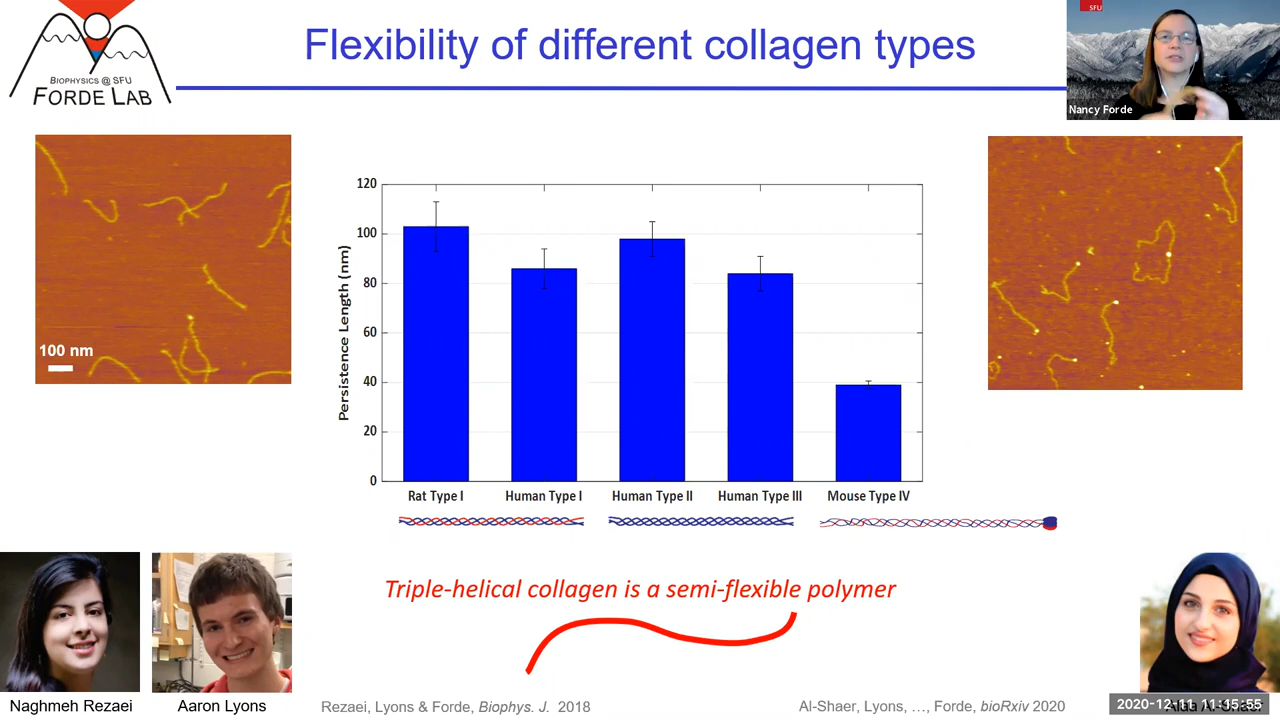 Flexibility of different collagen types
BIOPHYSICS @ SFU
FORDE LAB
SFU
Nancy Forde
100 nm
Persistence Length (nm)
120
100
80
60
40
20
0
Rat Type I
Human Type I
Human Type II
Human Type III
Mouse Type IV
Triple-helical collagen is a semi-flexible polymer
Naghmeh Rezaei
Aaron Lyons
Rezaei, Lyons & Forde, Biophys. J. 2018
Al-Shaer, Lyons, …, Forde, bioRxiv 2020
2020-12-11 11:15:55